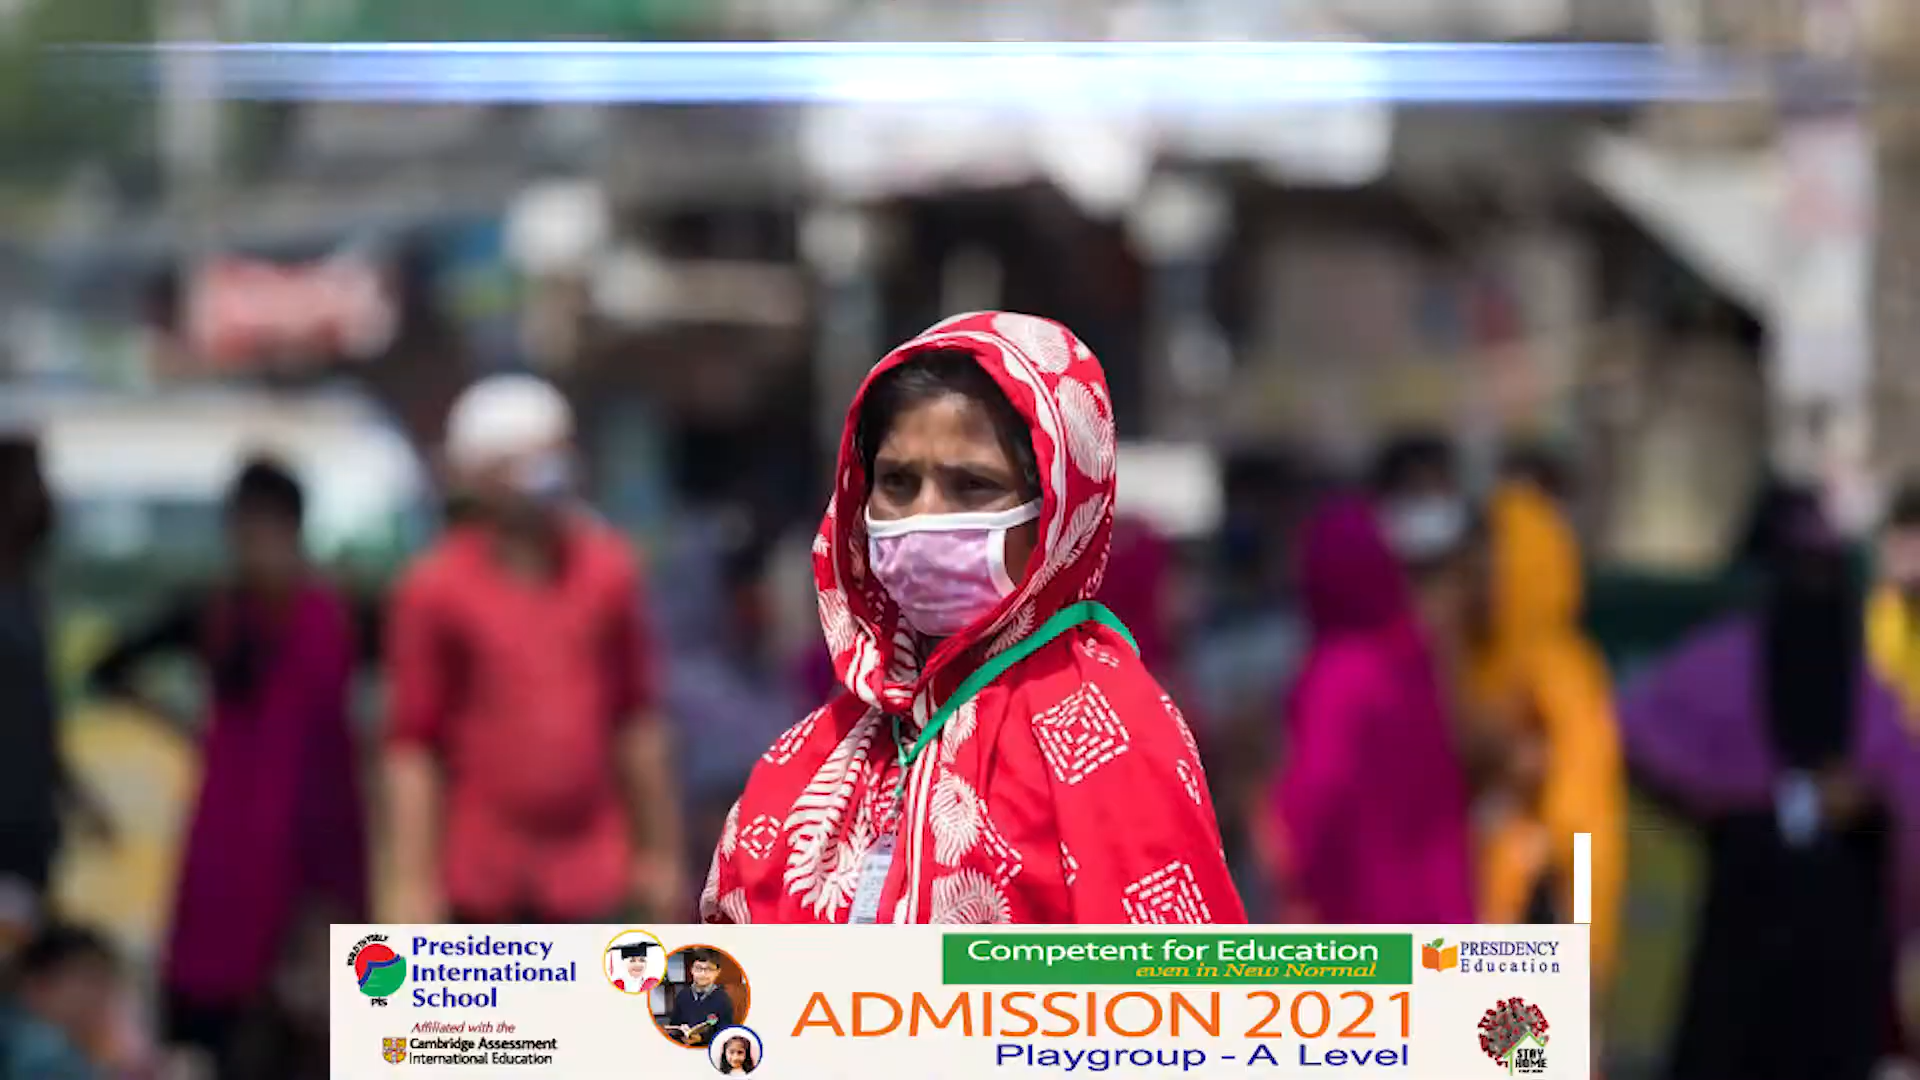 Presidency
International
School
PIS
Affiliated with the
Cambridge Assessment
International Education
Competent for Education
even in New Normal
ADMISSION 2021
Playgroup - A Level
PRESIDENCY
Education
STAY
HOME